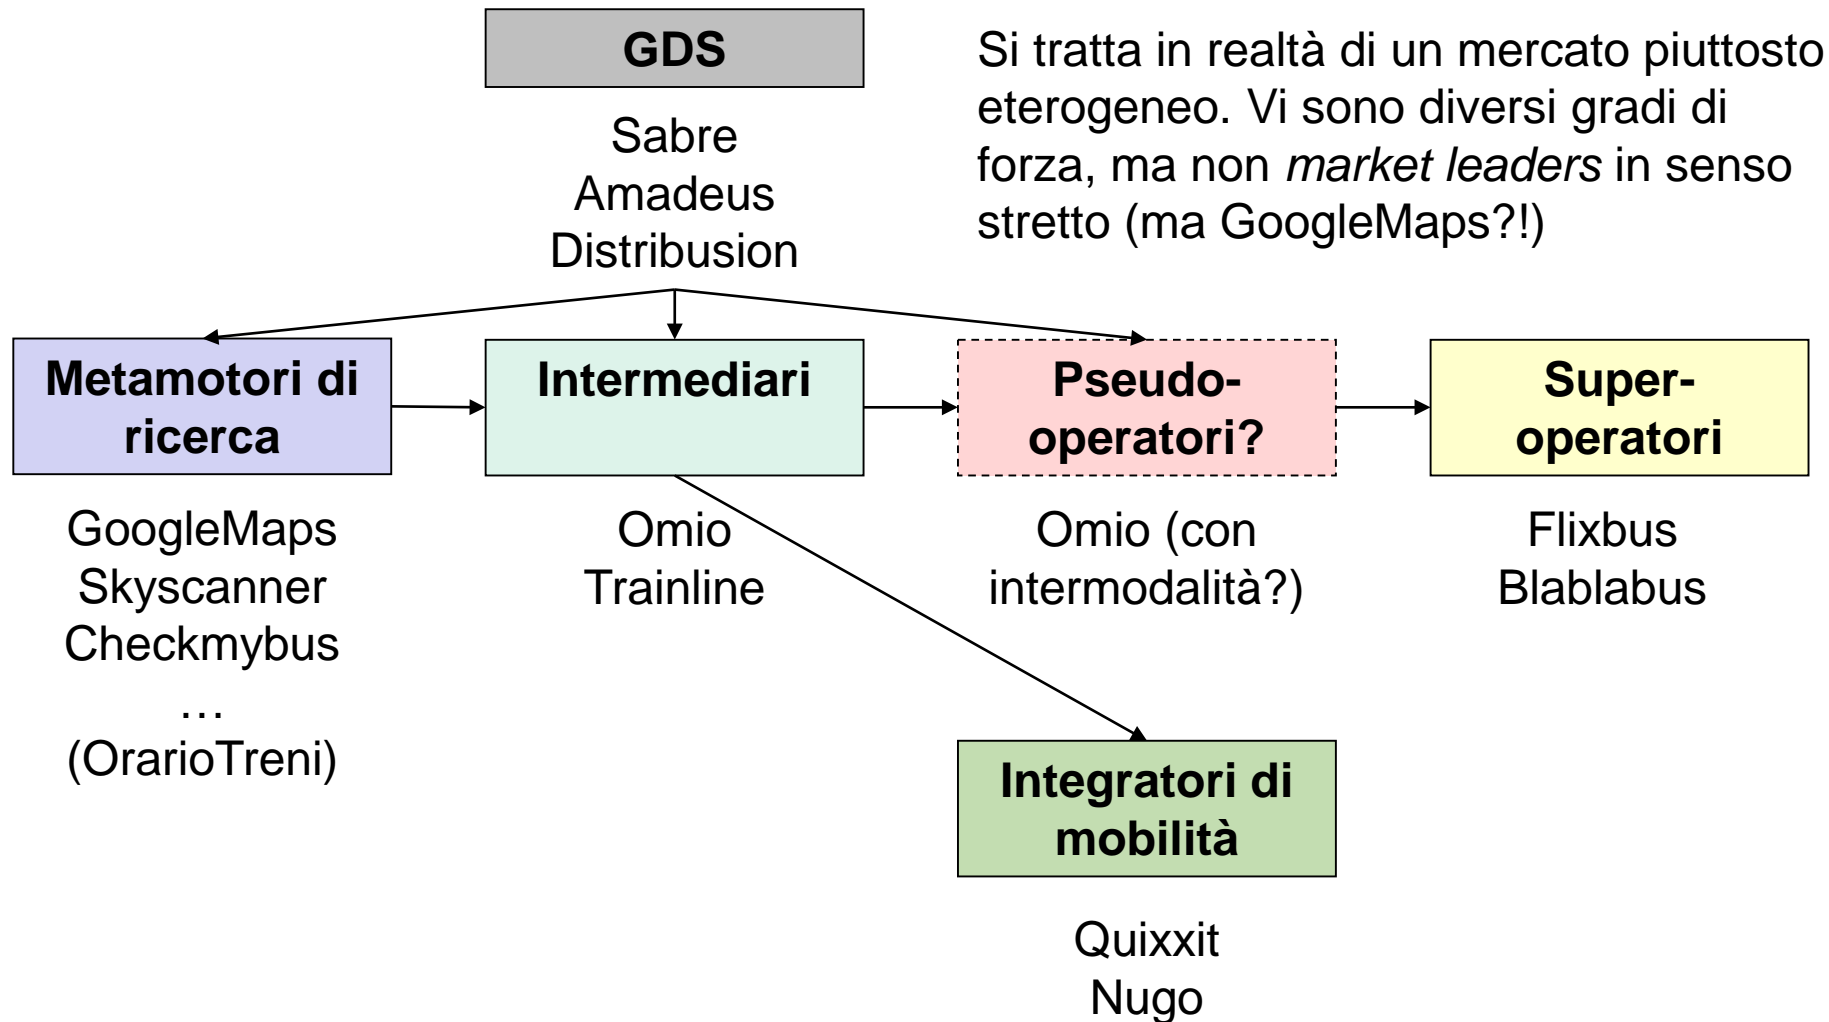 GDS
Sabre
Amadeus
Distribusion
Si tratta in realtà di un mercato piuttosto
eterogeneo. Vi sono diversi gradi di
forza, ma non market leaders in senso
stretto (ma GoogleMaps?!)
Metamotori di
ricerca
GoogleMaps
Skyscanner
Checkmybus
…
(OrarioTreni)
Intermediari
Omio
Trainline
Pseudo-
operatori?
Omio (con
intermodalità?)
Super-
operatori
Flixbus
Blablabus
Integratori di
mobilità
Quixxit
Nugo